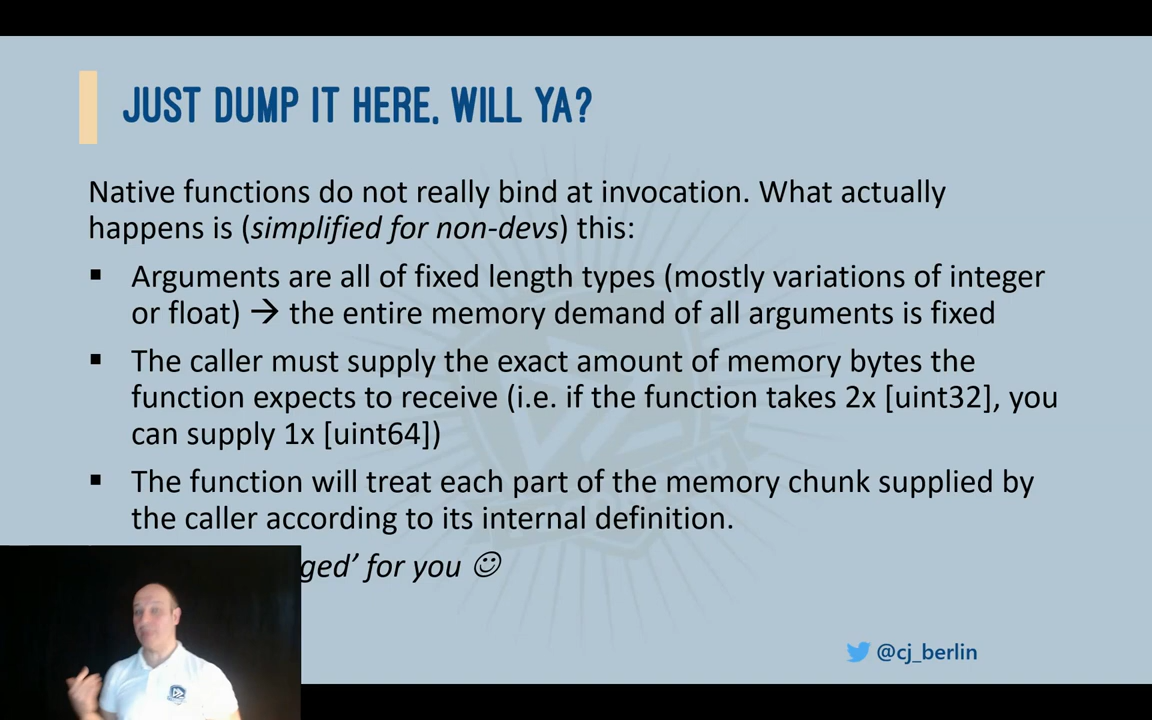 JUST DUMP IT HERE, WILL YA?
Native functions do not really bind at invocation. What actually
happens is (simplified for non-devs) this:
▪ Arguments are all of fixed length types (mostly variations of integer
or float) → the entire memory demand of all arguments is fixed
▪ The caller must supply the exact amount of memory bytes the
function expects to receive (i.e. if the function takes 2x [uint32], you
can supply 1x [uint64])
▪ The function will treat each part of the memory chunk supplied by
the caller according to its internal definition.
ged’ for you ☺
@cj_berlin